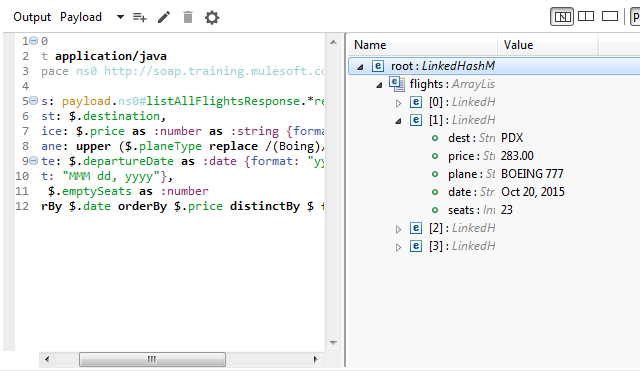 Output Payload
P
Name Value
1 0
2 t application/java
3 pace ns0 http://soap.training.mulesoft.co
4
5 s: payload.ns0#listAllFlightsResponse.*re
6 st: $.destination,
7 ice: $.price as :number as :string {forma
8 ane: upper ($.planeType replace /(Boing)/
9 te: $.departureDate as :date {format: "yy
10 t: "MMM dd, yyyy"},
11 $.emptySeats as :number
12 rBy $.date orderBy $.price distinctBy $
root : LinkedHashM
flights : ArrayLis
[0] : LinkedH
[1] : LinkedH
dest : Stri PDX
price : Stri 283.00
plane : Stri BOEING 777
date : Stri Oct 20, 2015
seats : Int 23
[2] : LinkedH
[3] : LinkedH